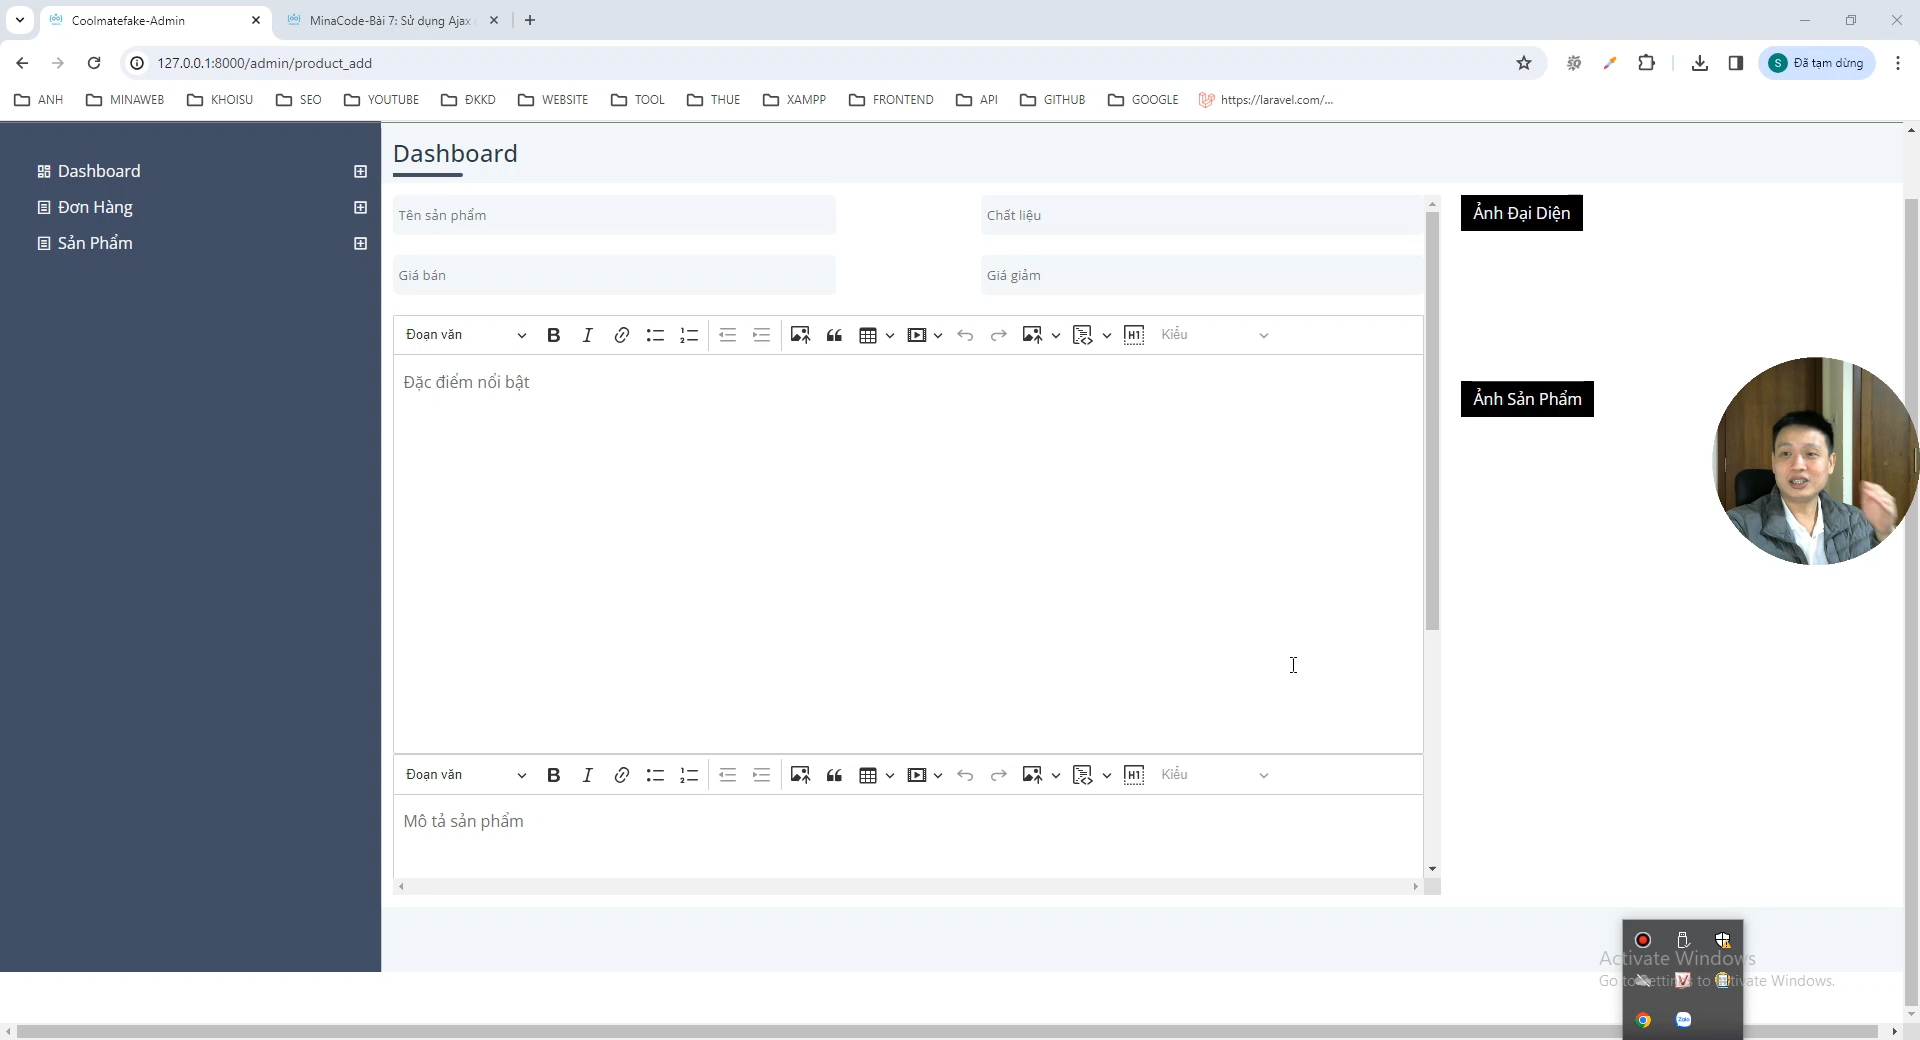 Coolmatefake-Admin
MinaCode-Bài 7: Sử dụng Ajax
127.0.0.1:8000/admin/product_add
S Đã tạm dừng
ANH MINAWEB KHOISU SEO YOUTUBE ĐKKD WEBSITE TOOL THUE XAMPP FRONTEND API GITHUB GOOGLE https://laravel.com/...
Dashboard
Đơn Hàng
Sản Phẩm
Dashboard
Tên sản phẩm
Chất liệu
Giá bán
Giá giảm
Đoạn văn
Kiểu
Đặc điểm nổi bật
Đoạn văn
Kiểu
Mô tả sản phẩm
Ảnh Đại Diện
Ảnh Sản Phẩm
Activate Windows
Go to Settings to Activate Windows.
Zalo